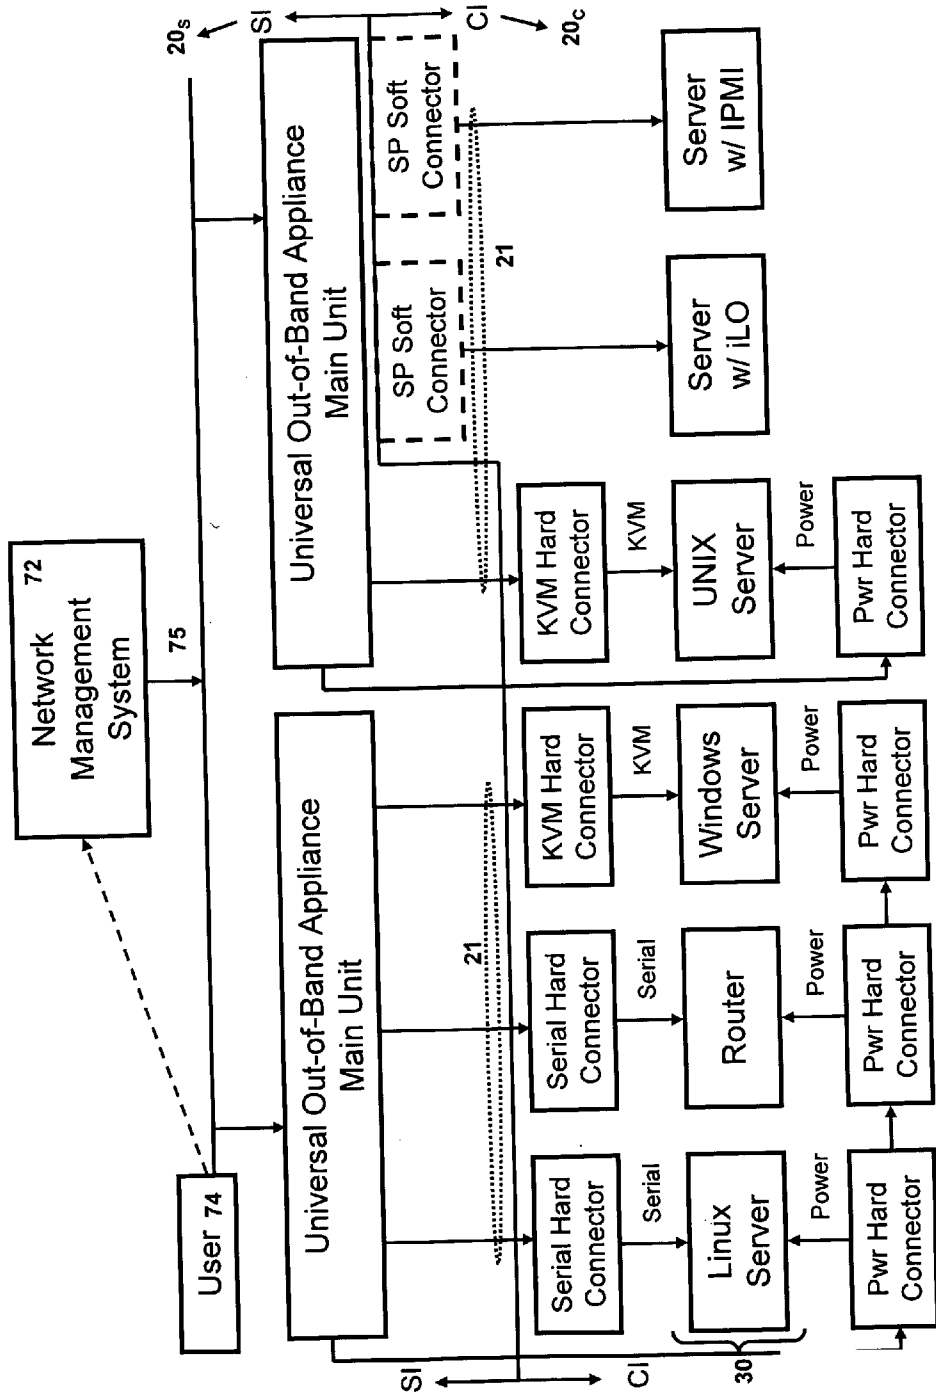 Network
Management
System
72
User 74
75
20s
SI
CI
20c
Universal Out-of-Band Appliance
Main Unit
Universal Out-of-Band Appliance
Main Unit
SP Soft
Connector
SP Soft
Connector
21
21
SI
CI
Serial Hard
Connector
Serial Hard
Connector
KVM Hard
Connector
KVM Hard
Connector
Serial
Serial
KVM
KVM
30
Linux
Server
Router
Windows
Server
UNIX
Server
Server
w/ iLO
Server
w/ IPMI
Power
Power
Power
Power
Pwr Hard
Connector
Pwr Hard
Connector
Pwr Hard
Connector
Pwr Hard
Connector